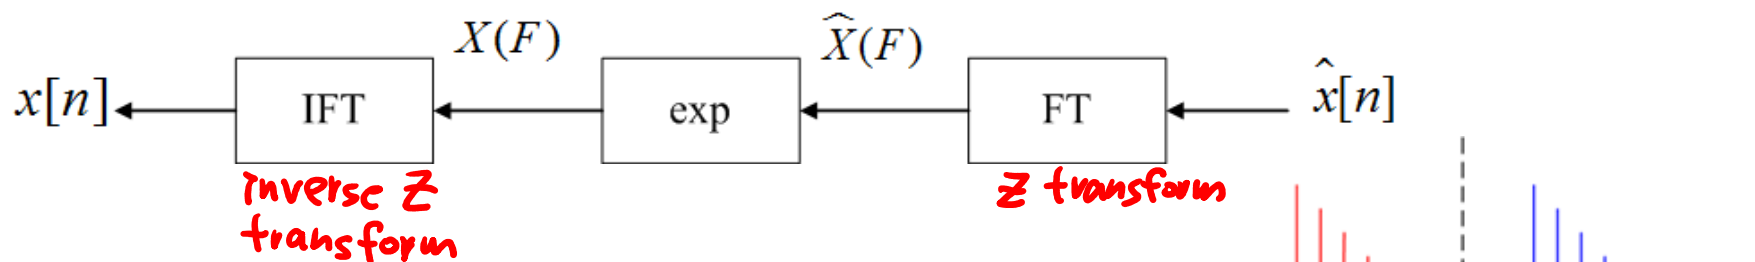 X(F)
X̂(F)
x[n]
IFT
exp
FT
x̂[n]
inverse Z
transform
Z transform